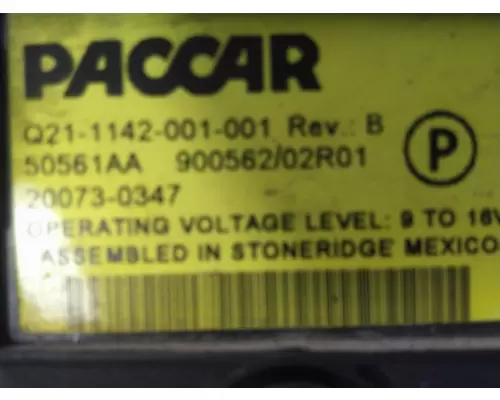 PACCAR
Q21-1142-001-001 Rev.: B
50561AA 900562/02R01
P
20073-0347
OPERATING VOLTAGE LEVEL: 9 TO 16V
ASSEMBLED IN STONERIDGE MEXICO